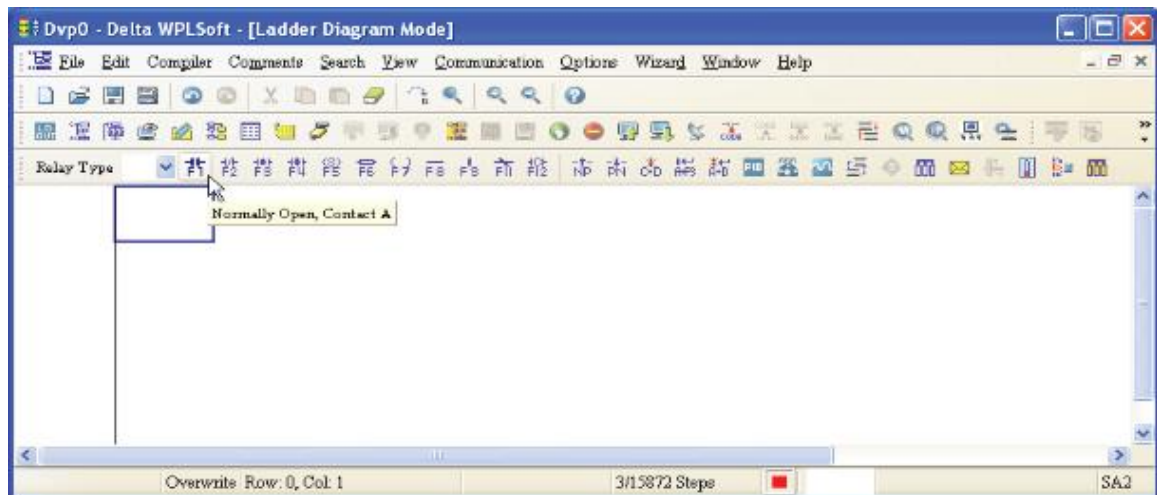 Dvp0 - Delta WPLSoft - [Ladder Diagram Mode]
File Edit Compiler Comments Search View Communication Options Wizard Window Help
Relay Type
Normally Open, Contact A
Overwrite Row: 0, Col: 1 3/15872 Steps SA2